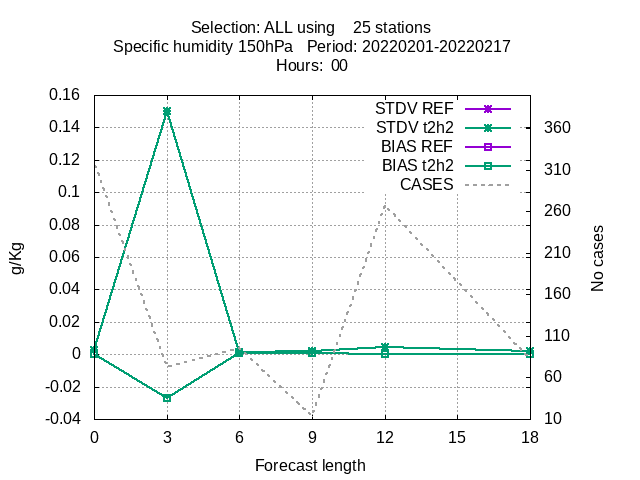 Selection: ALL using    25 stations
Specific humidity 150hPa   Period: 20220201-20220217
Hours:  00
STDV REF
STDV t2h2
BIAS REF
BIAS t2h2
CASES
0.16
0.14
0.12
0.1
0.08
0.06
0.04
0.02
0
-0.02
-0.04
g/Kg
360
310
260
210
160
110
60
10
No cases
0 3 6 9 12 15 18
Forecast length